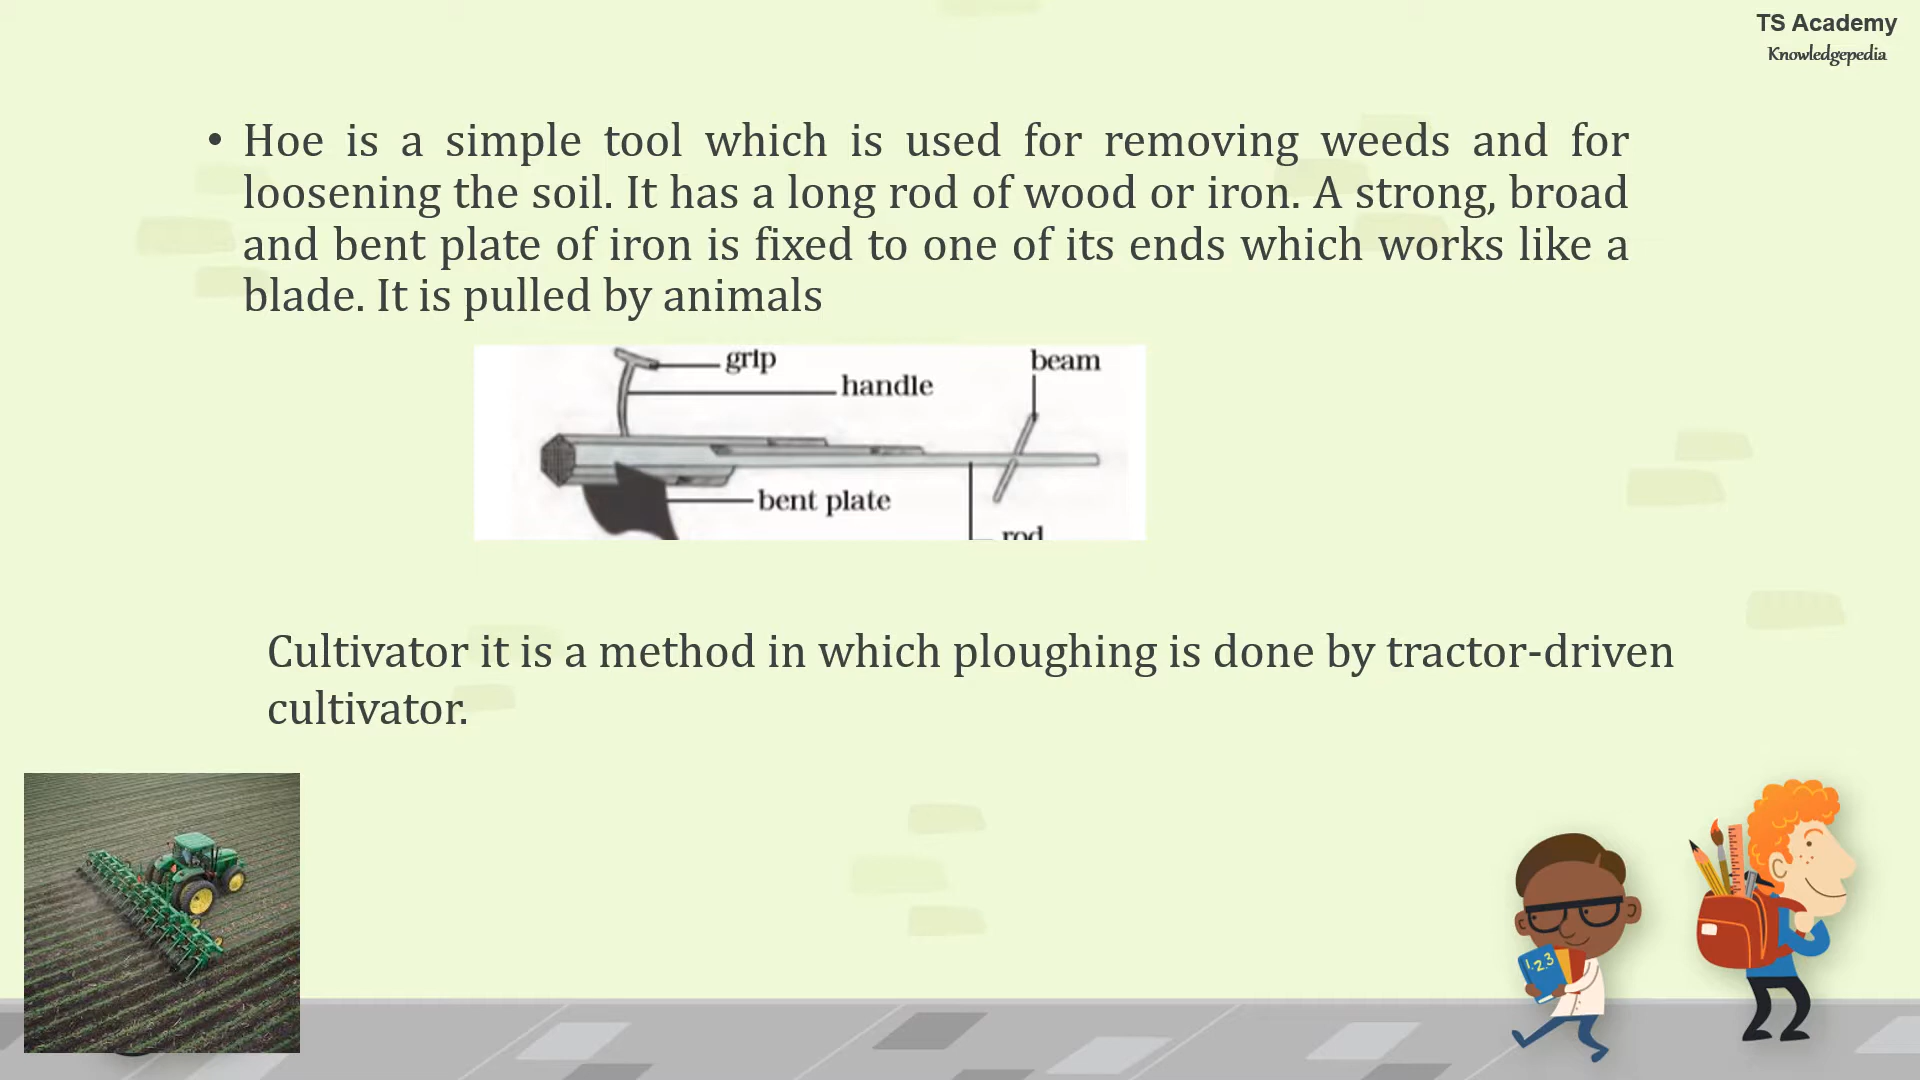 TS Academy
Knowledgepedia
• Hoe is a simple tool which is used for removing weeds and for
loosening the soil. It has a long rod of wood or iron. A strong, broad
and bent plate of iron is fixed to one of its ends which works like a
blade. It is pulled by animals
grip
beam
handle
bent plate
rod
Cultivator it is a method in which ploughing is done by tractor-driven
cultivator.
1,2,3